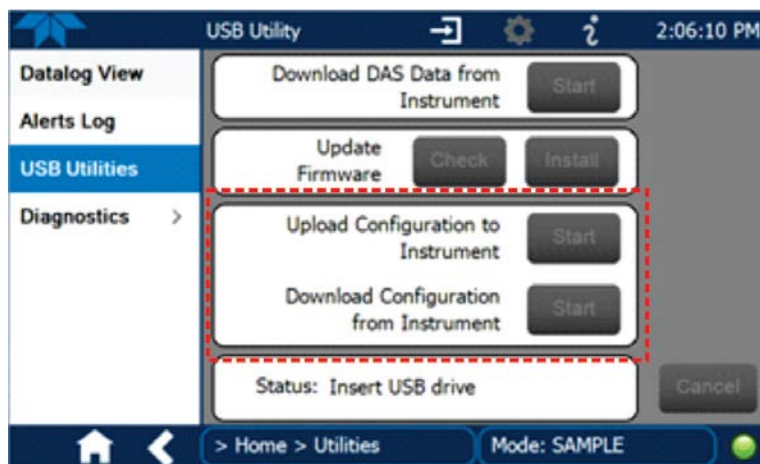 USB Utility
2:06:10 PM
Datalog View
Alerts Log
USB Utilities
Diagnostics >
Download DAS Data from
Instrument
Start
Update
Firmware
Check
Install
Upload Configuration to
Instrument
Start
Download Configuration
from Instrument
Start
Status: Insert USB drive
Cancel
> Home > Utilities
Mode: SAMPLE